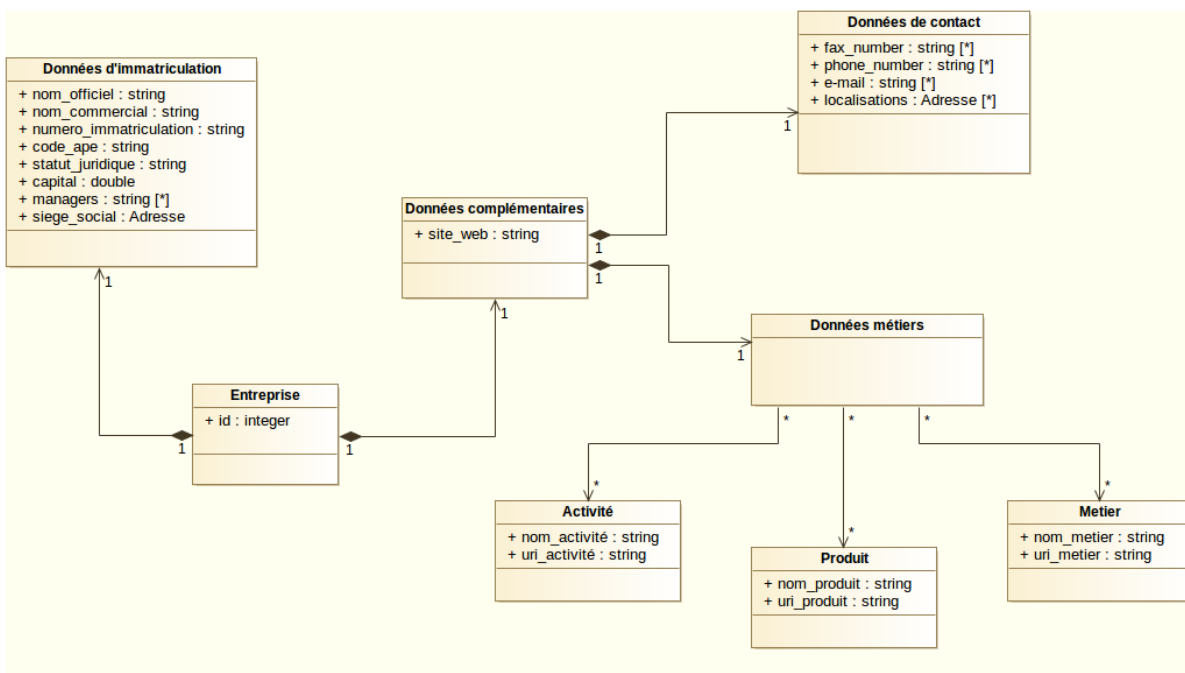 Données d'immatriculation
+ nom_officiel : string
+ nom_commercial : string
+ numero_immatriculation : string
+ code_ape : string
+ statut_juridique : string
+ capital : double
+ managers : string [*]
+ siege_social : Adresse
1
Données de contact
+ fax_number : string [*]
+ phone_number : string [*]
+ e-mail : string [*]
+ localisations : Adresse [*]
1
Données complémentaires
+ site_web : string
1
1
1
Données métiers
1
Entreprise
+ id : integer
1
1
*
*
*
*
*
*
Activité
+ nom_activité : string
+ uri_activité : string
Produit
+ nom_produit : string
+ uri_produit : string
Metier
+ nom_metier : string
+ uri_metier : string